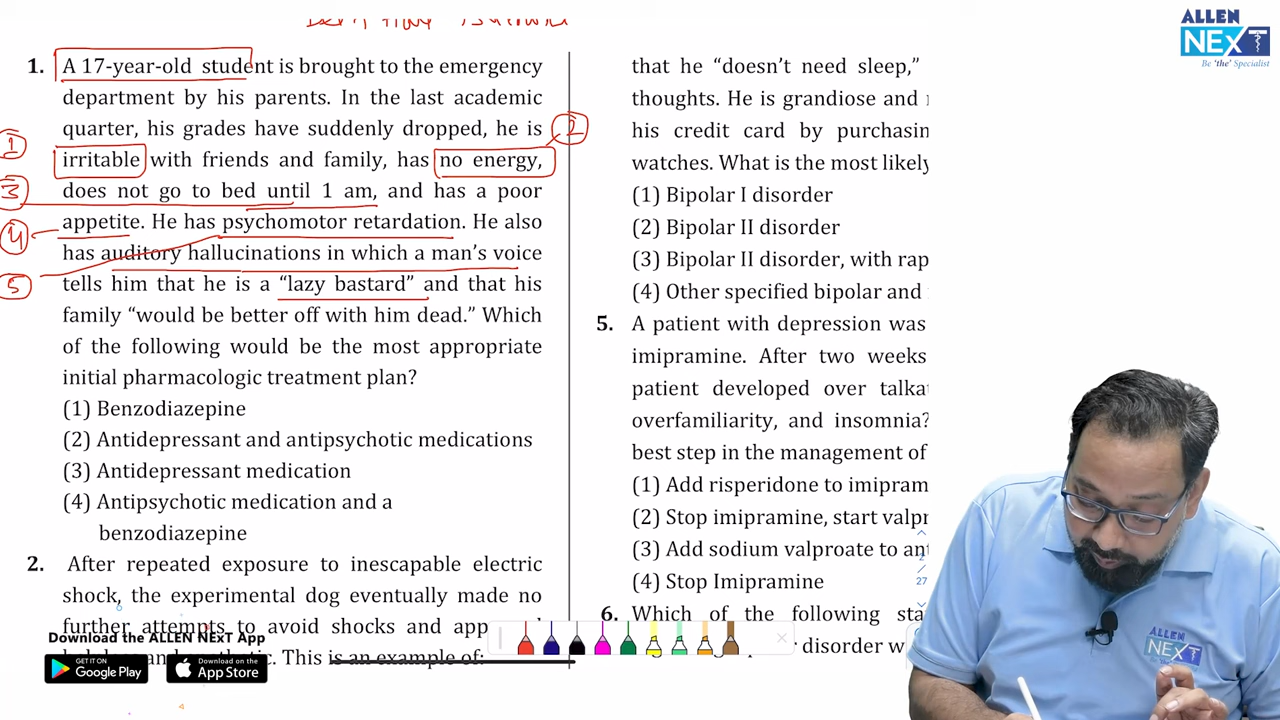 1. A 17-year-old student is brought to the emergency
department by his parents. In the last academic
quarter, his grades have suddenly dropped, he is
irritable with friends and family, has no energy,
does not go to bed until 1 am, and has a poor
appetite. He has psychomotor retardation. He also
has auditory hallucinations in which a man's voice
tells him that he is a “lazy bastard” and that his
family “would be better off with him dead.” Which
of the following would be the most appropriate
initial pharmacologic treatment plan?
(1) Benzodiazepine
(2) Antidepressant and antipsychotic medications
(3) Antidepressant medication
(4) Antipsychotic medication and a
benzodiazepine
2. After repeated exposure to inescapable electric
shock, the experimental dog eventually made no
further attempts to avoid shocks and
. This is an example of:
1
2
3
4
5
that he “doesn't need sleep,”
thoughts. He is grandiose and
his credit card by
watches. What is the most likely
(1) Bipolar I disorder
(2) Bipolar II disorder
(3) Bipolar II disorder, with
(4) Other specified bipolar and
5. A patient with depression was
imipramine. After two weeks
patient developed over
overfamiliarity, and insomnia?
best step in the management of
(1) Add risperidone to
(2) Stop imipramine, start
(3) Add sodium valproate to
(4) Stop Imipramine
6. Which of the following
disorder
2
/
27
ALLEN
NEXT
Be 'the' Specialist
Download the ALLEN NExT App
GET IT ON
Google Play
Download on the
App Store
ALLEN
NEXT